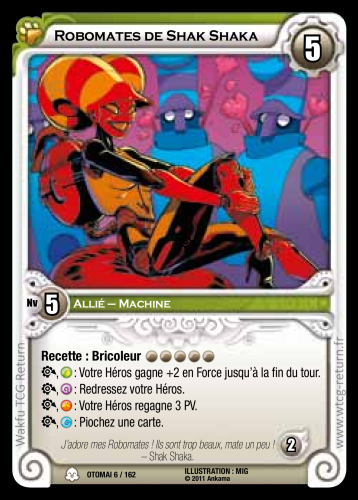 ROBOMATES DE SHAK SHAKA
5
Nv 5 ALLIÉ – MACHINE
Recette : Bricoleur
, : Votre Héros gagne +2 en Force jusqu'à la fin du tour.
, : Redressez votre Héros.
, : Votre Héros regagne 3 PV.
, : Piochez une carte.
J'adore mes Robomates ! Ils sont trop beaux, mate un peu !
– Shak Shaka.
2
OTOMAI 6 / 162
ILLUSTRATION : MIG
© 2011 Ankama
Wakfu-TCG-Return
www.wtcg-return.fr